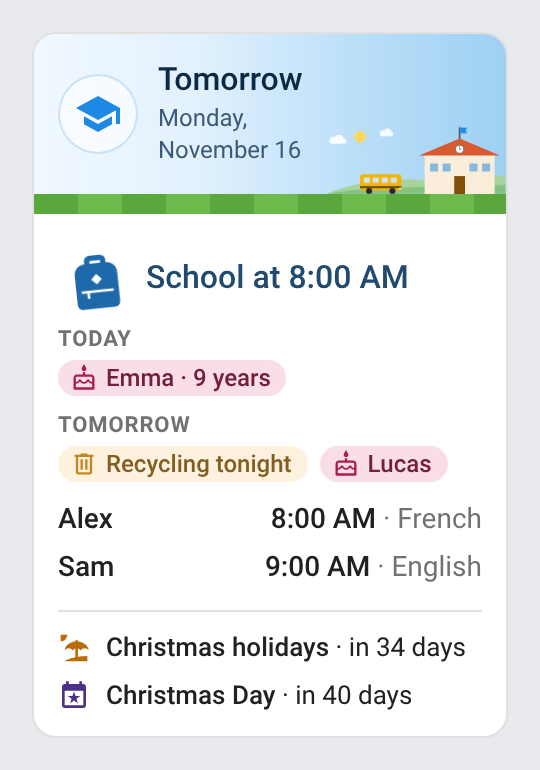 Tomorrow
Monday,
November 16
School at 8:00 AM
TODAY
Emma · 9 years
TOMORROW
Recycling tonight
Lucas
Alex 8:00 AM · French
Sam 9:00 AM · English
Christmas holidays · in 34 days
Christmas Day · in 40 days